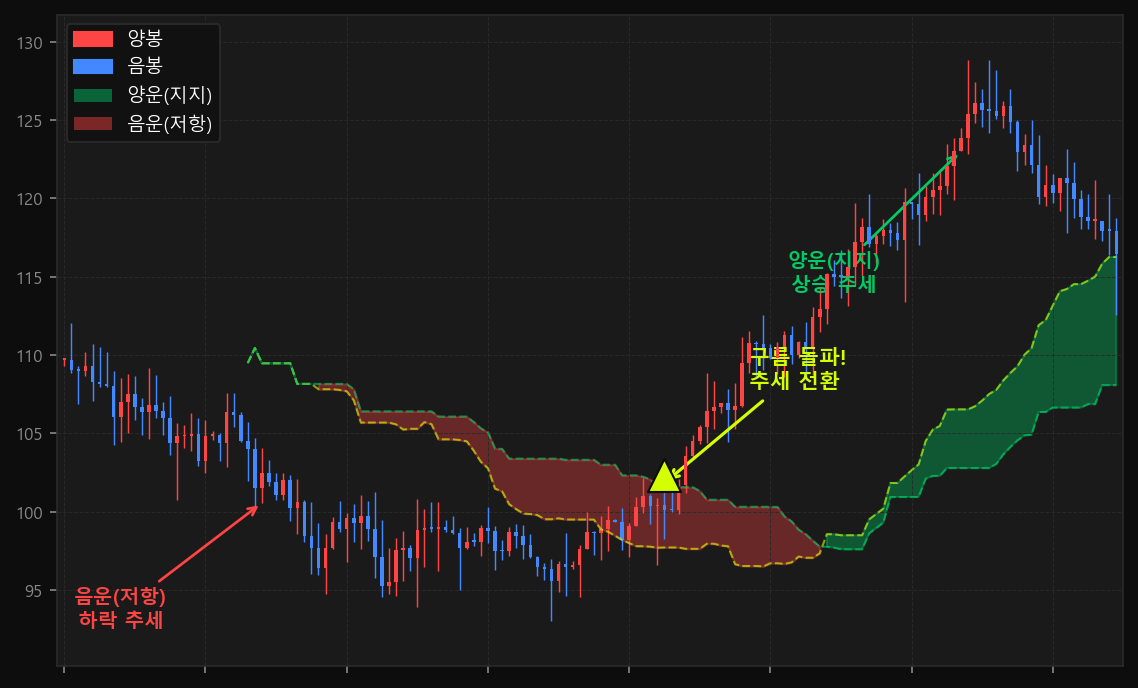 양봉
음봉
양운(지지)
음운(저항)
130
125
120
115
110
105
100
95
양운(지지)
상승 추세
구름 돌파!
추세 전환
음운(저항)
하락 추세